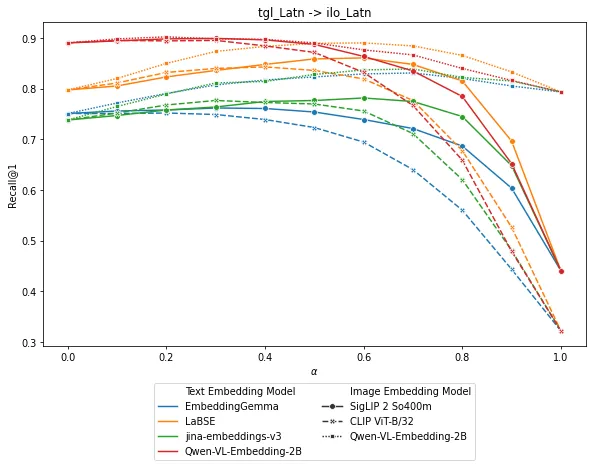 tgl_Latn -> ilo_Latn
Recall@1
0.9
0.8
0.7
0.6
0.5
0.4
0.3
0.0 0.2 0.4 0.6 0.8 1.0
α
Text Embedding Model
EmbeddingGemma
LaBSE
jina-embeddings-v3
Qwen-VL-Embedding-2B
Image Embedding Model
SigLIP 2 So400m
CLIP ViT-B/32
Qwen-VL-Embedding-2B